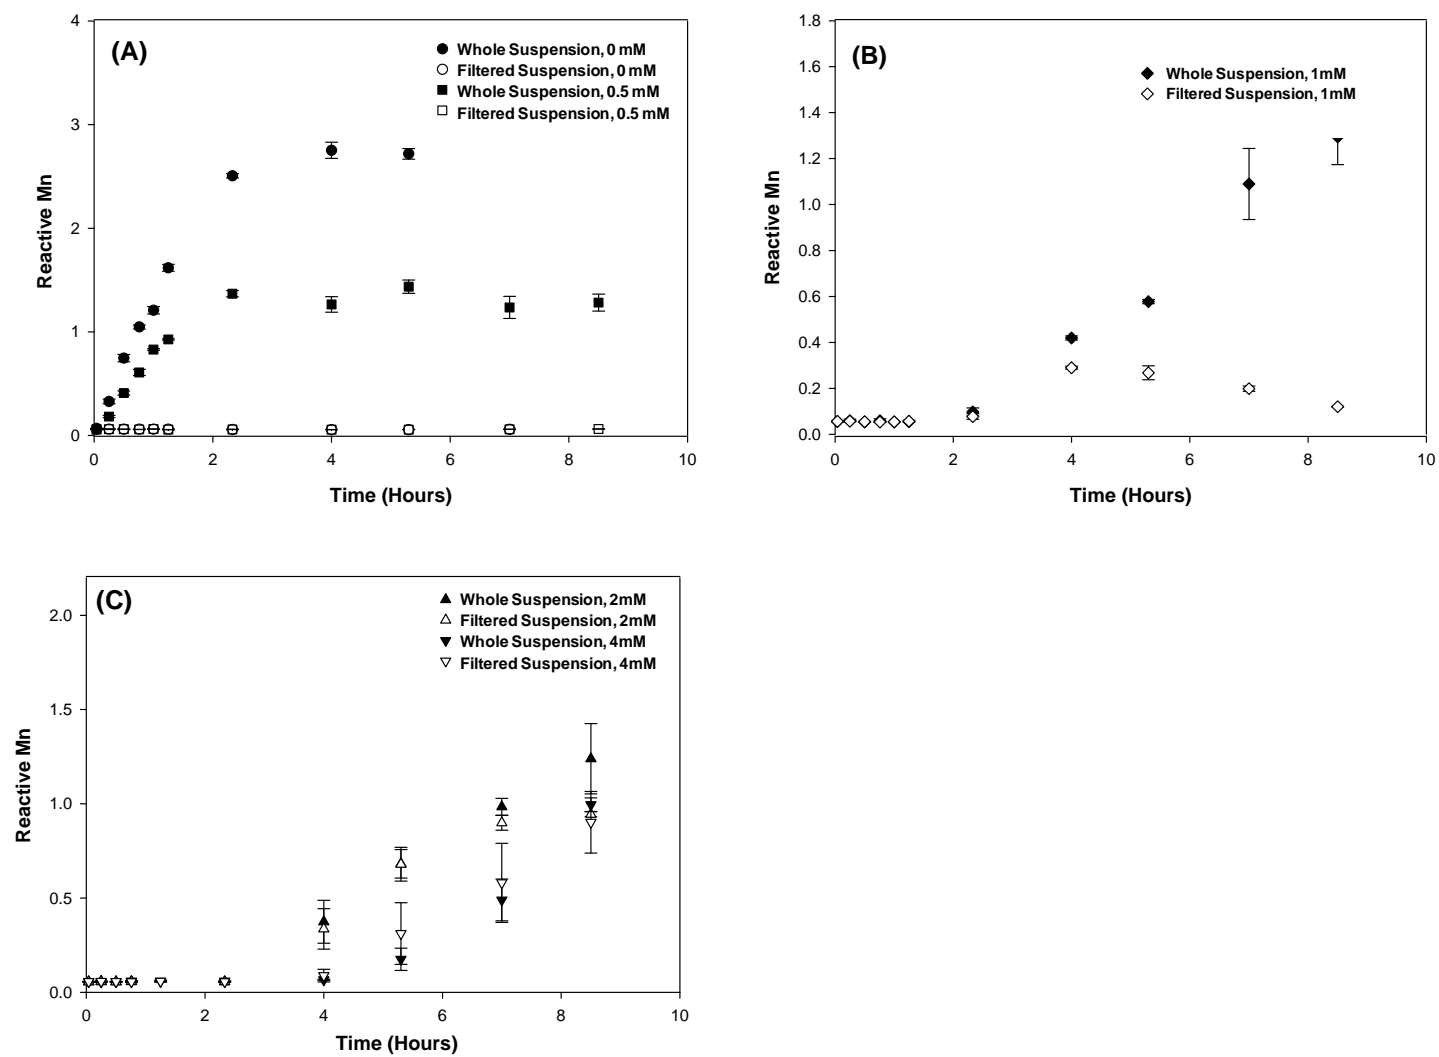 (A)
Whole Suspension, 0 mM
Filtered Suspension, 0 mM
Whole Suspension, 0.5 mM
Filtered Suspension, 0.5 mM
4
3
2
1
0
Reactive Mn
0 2 4 6 8 10
Time (Hours)
(B)
Whole Suspension, 1mM
Filtered Suspension, 1mM
1.8
1.6
1.4
1.2
1.0
0.8
0.6
0.4
0.2
0.0
Reactive Mn
0 2 4 6 8 10
Time (Hours)
(C)
Whole Suspension, 2mM
Filtered Suspension, 2mM
Whole Suspension, 4mM
Filtered Suspension, 4mM
2.0
1.5
1.0
0.5
0.0
Reactive Mn
0 2 4 6 8 10
Time (Hours)